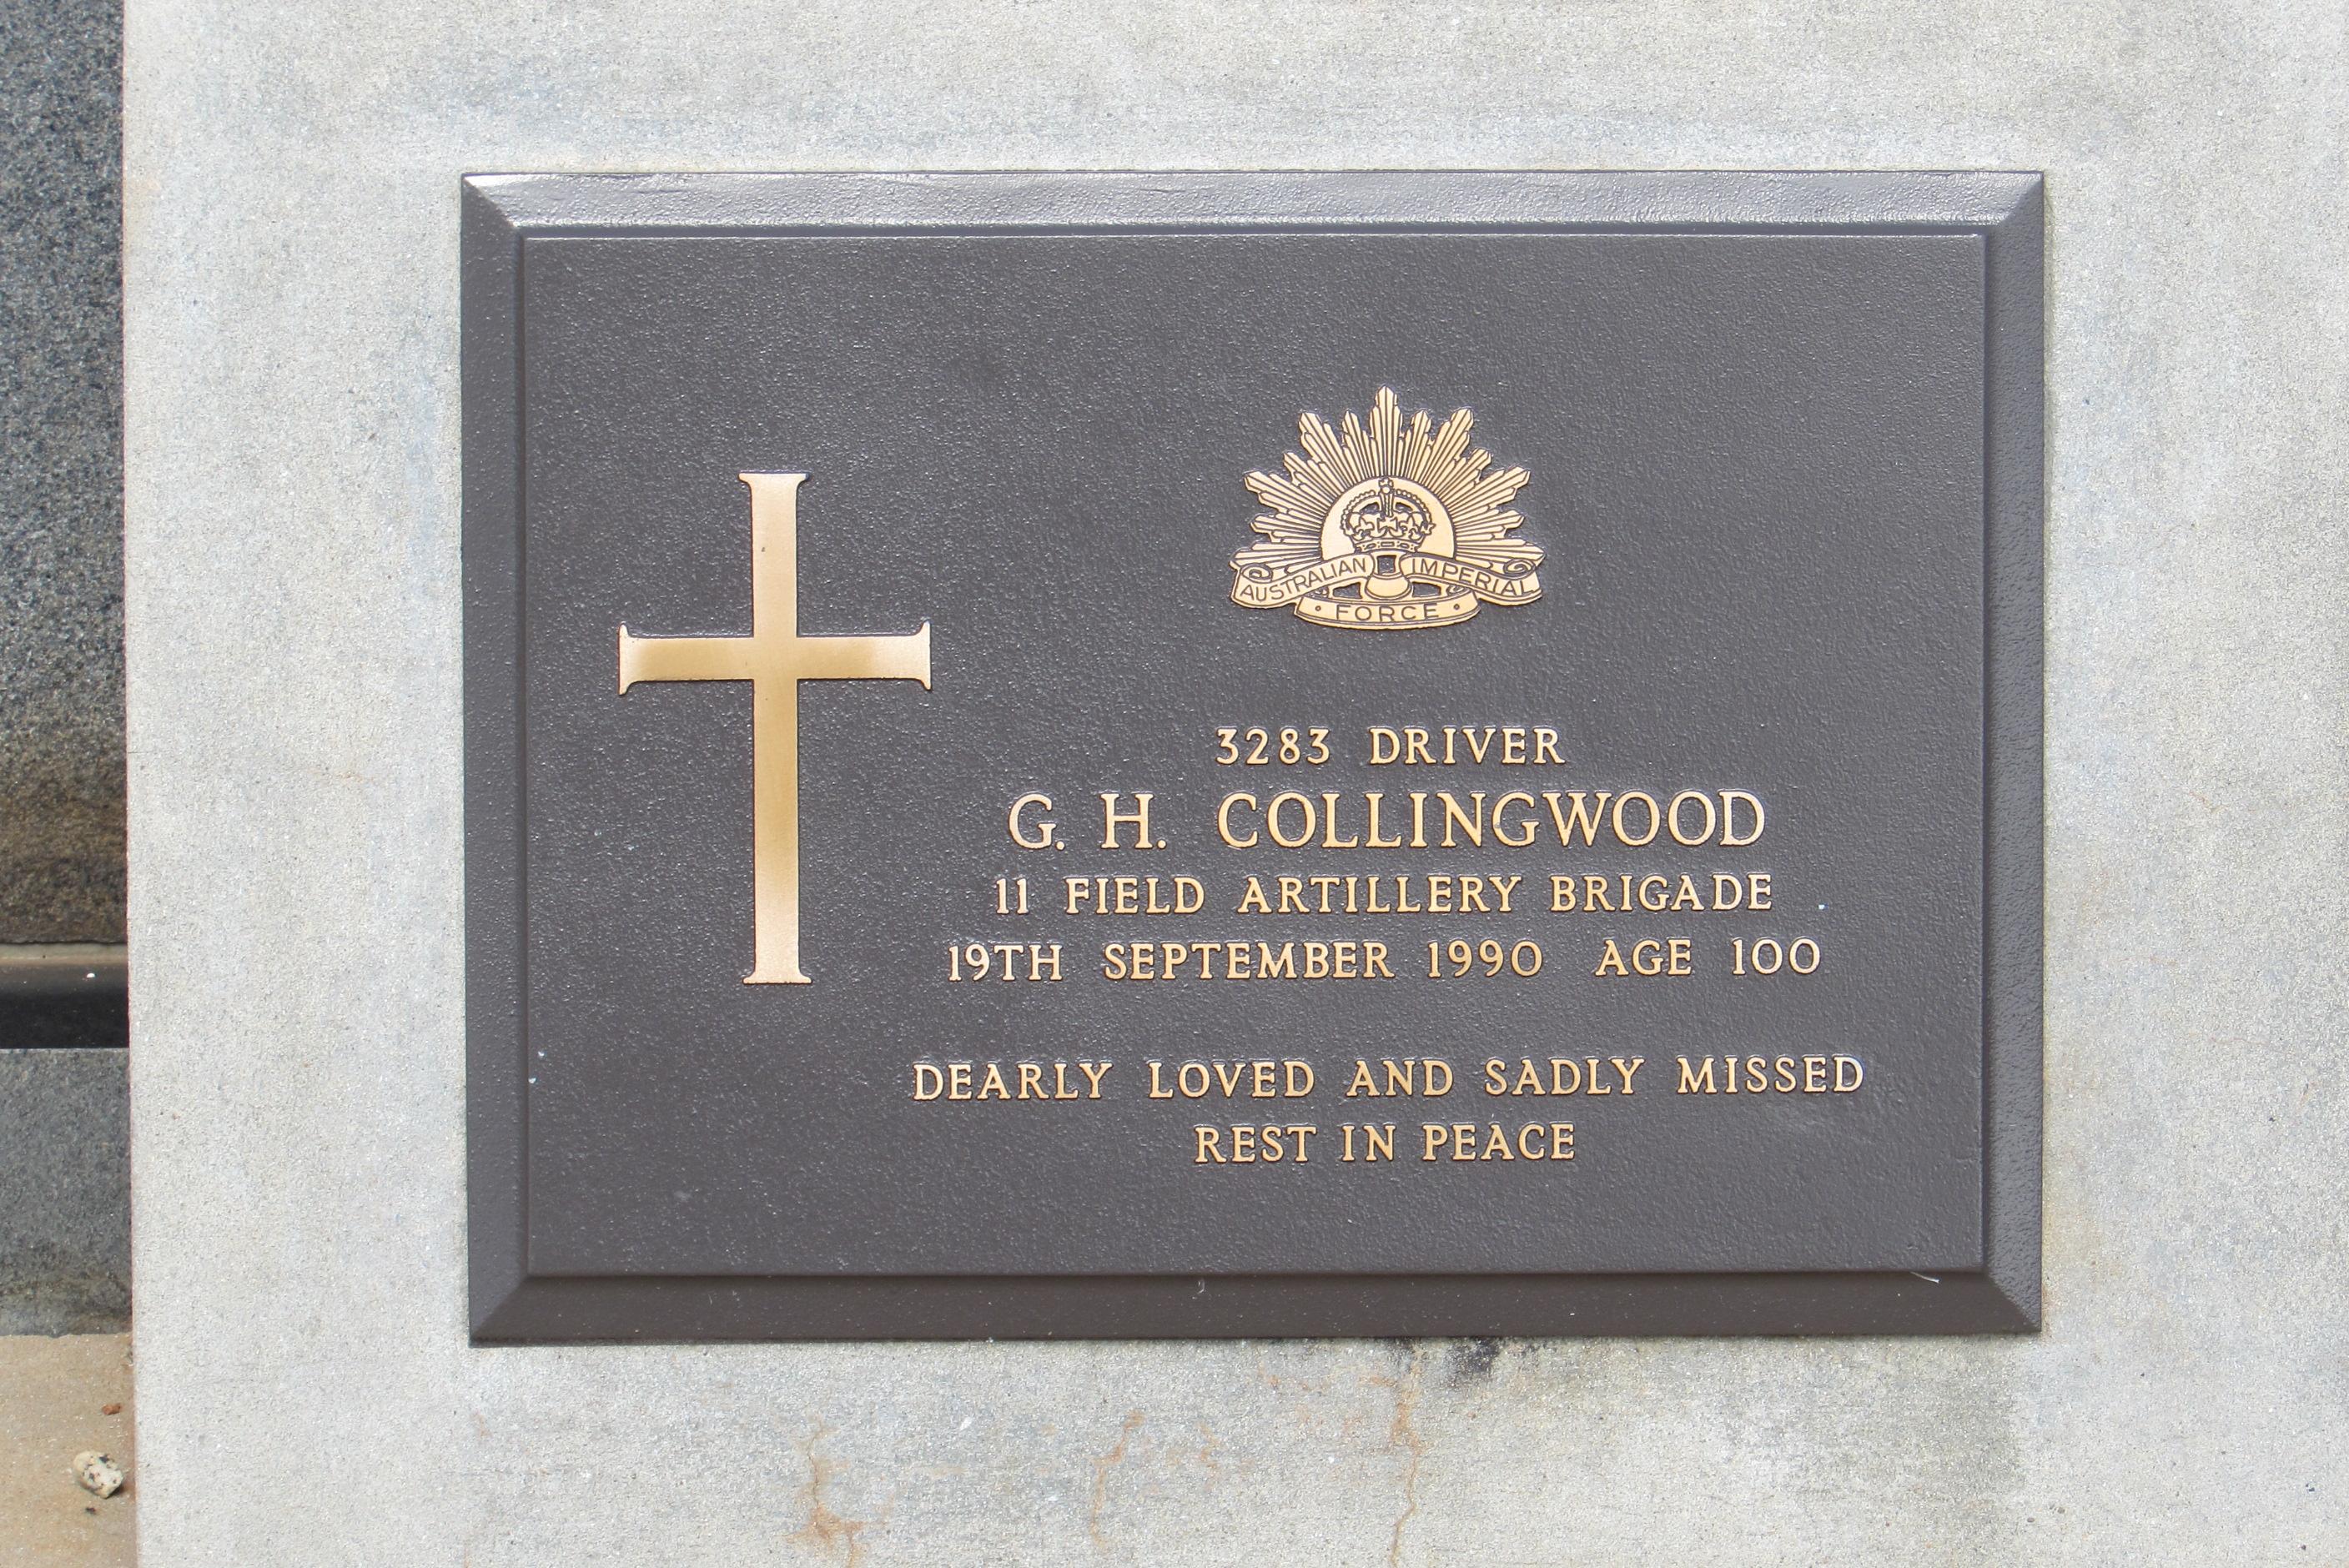 AUSTRALIAN IMPERIAL
FORCE
3283 DRIVER
G. H. COLLINGWOOD
11 FIELD ARTILLERY BRIGADE
19TH SEPTEMBER 1990 AGE 100
DEARLY LOVED AND SADLY MISSED
REST IN PEACE